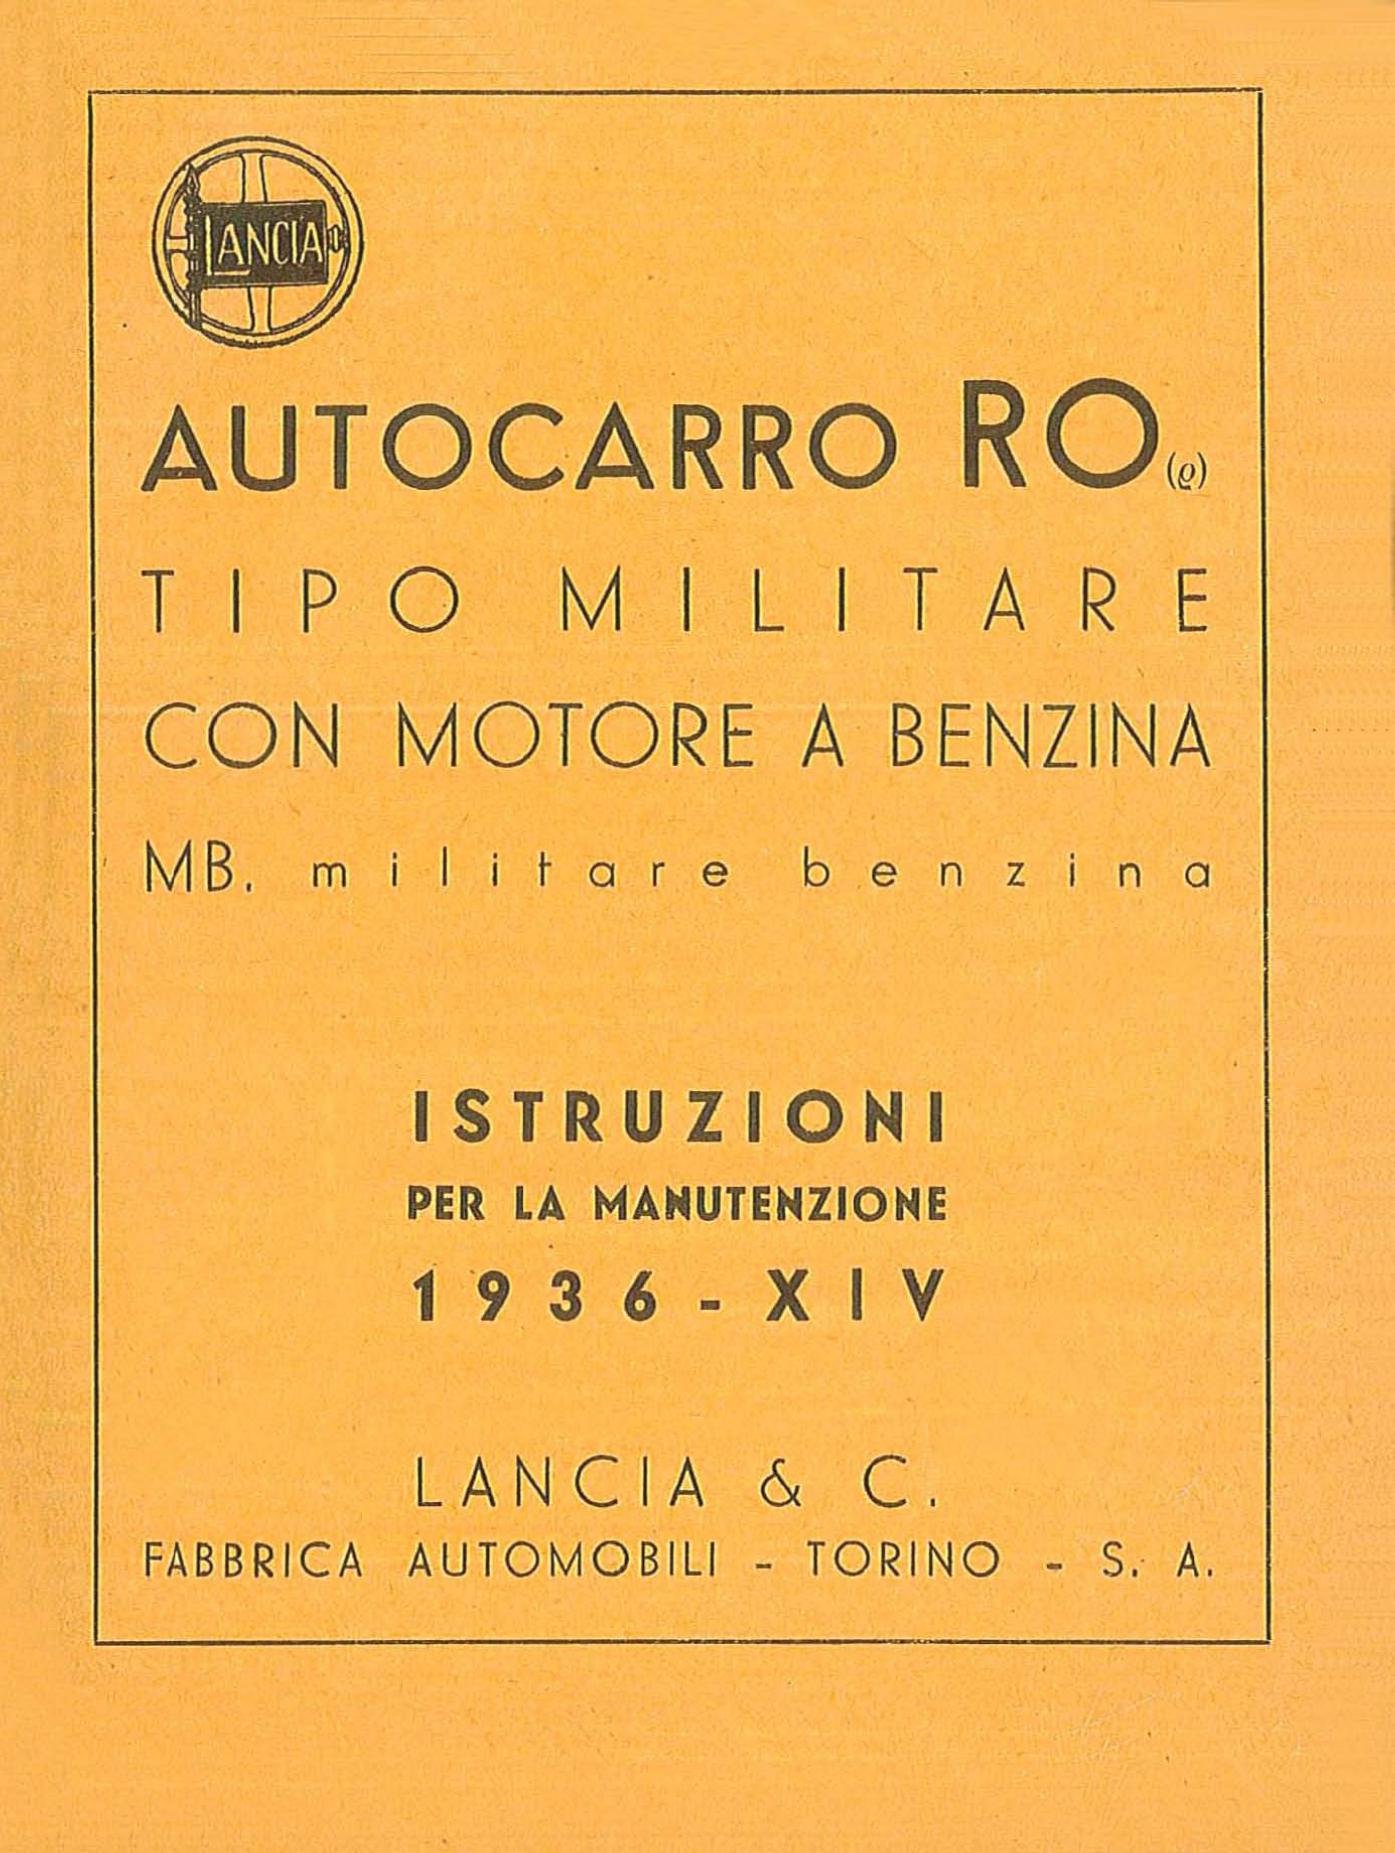 LANCIA
AUTOCARRO RO (ϱ)
TIPO MILITARE
CON MOTORE A BENZINA
MB. militare benzina
ISTRUZIONI
PER LA MANUTENZIONE
1936 - XIV
LANCIA & C.
FABBRICA AUTOMOBILI - TORINO - S. A.